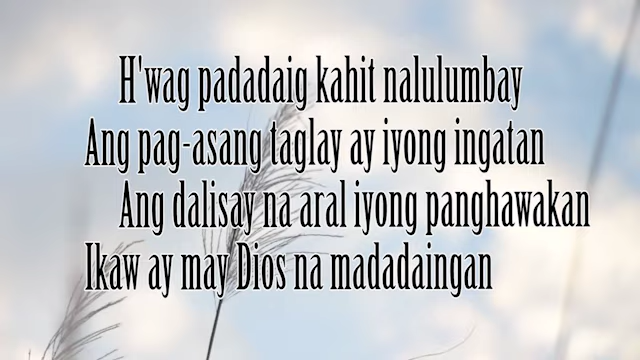 H'wag padadaig kahit nalulumbay
Ang pag-asang taglay ay iyong ingatan
Ang dalisay na aral iyong panghawakan
Ikaw ay may Dios na madadaingan